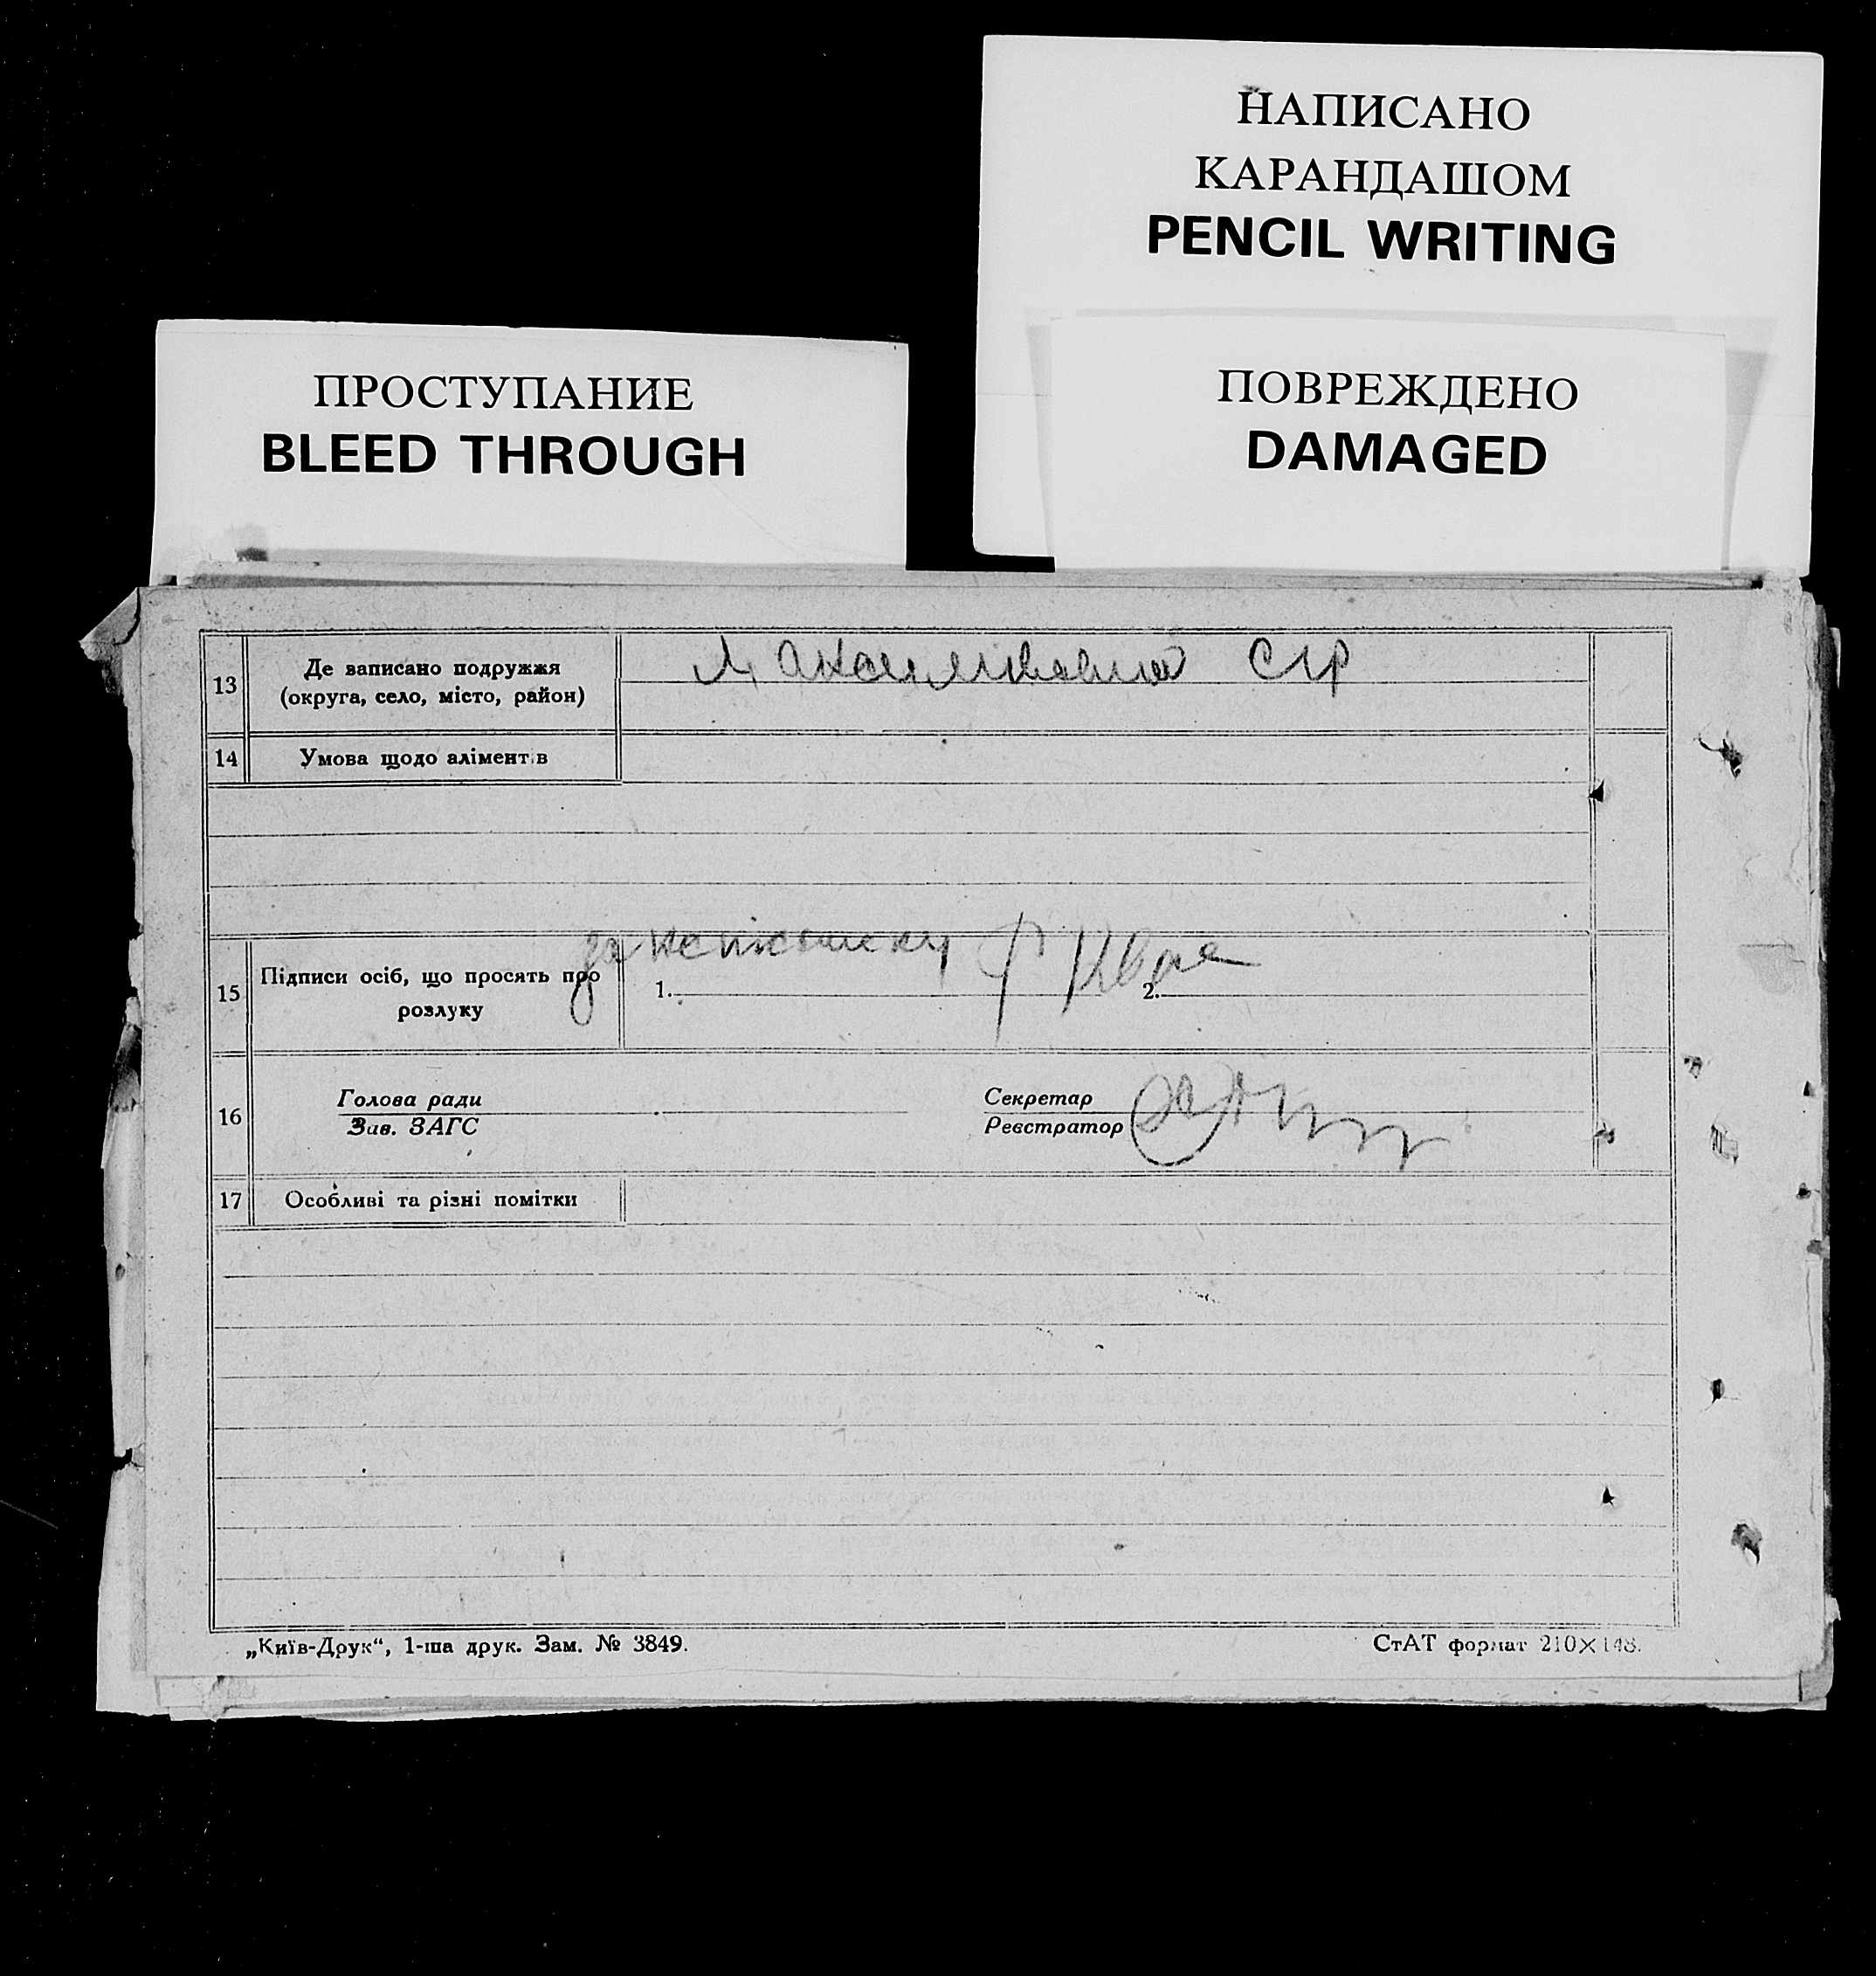 НАПИСАНО
КАРАНДАШОМ
PENCIL WRITING
ПРОСТУПАНИЕ
BLEED THROUGH
ПОВРЕЖДЕНО
DAMAGED
13
Де записано подружжя
(округа, село, місто, район)
14
Умова щодо алімент.в
15
Підписи осіб, що просять про
розлуку
1.
2.
16
Голова ради
Зав. ЗАГС
Секретар
Реєстратор
17
Особливі та різні помітки
„Київ-Друк“, 1-ша друк. Зам. № 3849.
СтАТ формат 210×148.